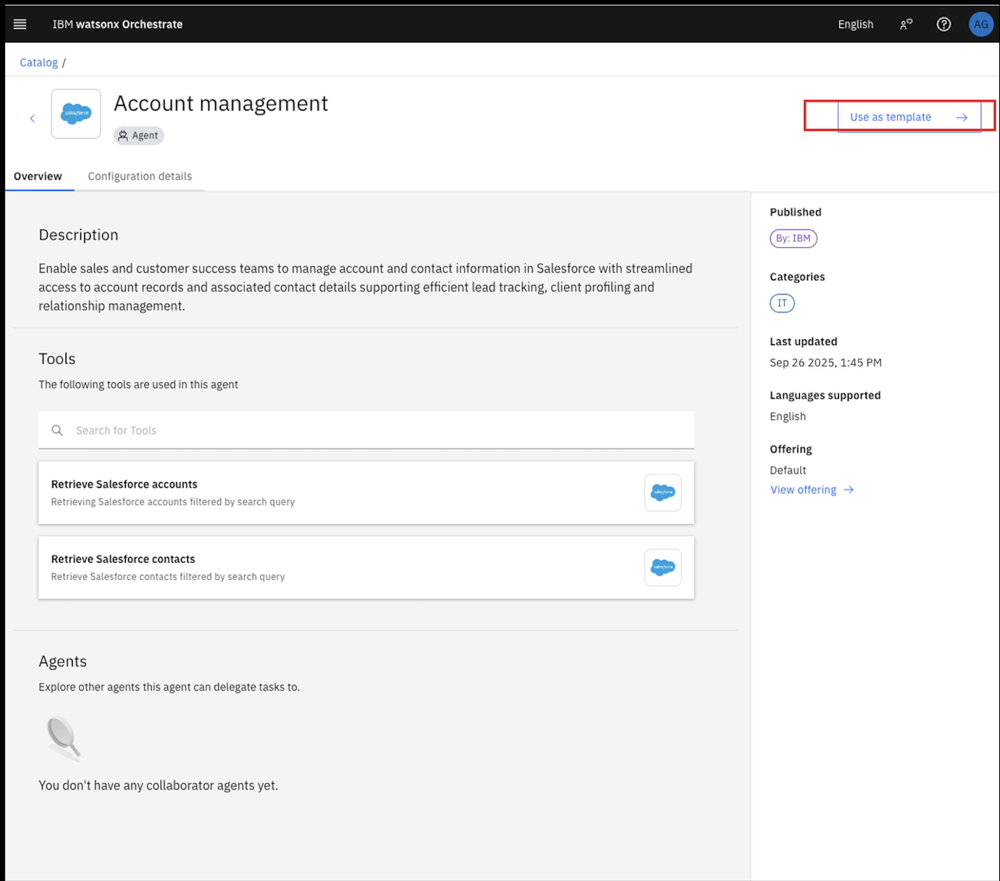 IBM watsonx Orchestrate
English
AG
Catalog /
salesforce
Account management
Agent
Use as template
Overview
Configuration details
Description
Enable sales and customer success teams to manage account and contact information in Salesforce with streamlined
access to account records and associated contact details supporting efficient lead tracking, client profiling and
relationship management.
Tools
The following tools are used in this agent
Search for Tools
Retrieve Salesforce accounts
Retrieving Salesforce accounts filtered by search query
salesforce
Retrieve Salesforce contacts
Retrieve Salesforce contacts filtered by search query
salesforce
Agents
Explore other agents this agent can delegate tasks to.
You don't have any collaborator agents yet.
Published
By: IBM
Categories
IT
Last updated
Sep 26 2025, 1:45 PM
Languages supported
English
Offering
Default
View offering